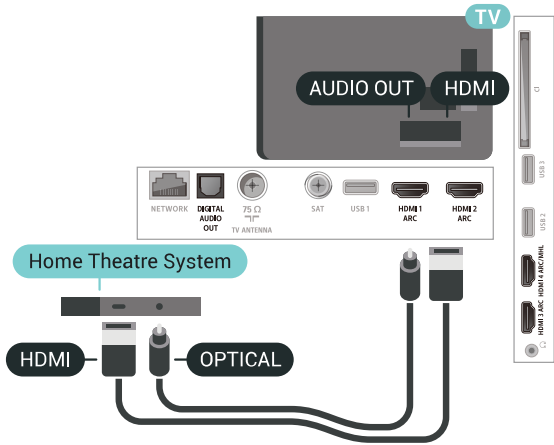 TV
AUDIO OUT
HDMI
CI
USB 3
USB 2
HDMI 4 ARC/MHL
HDMI 3 ARC
NETWORK
DIGITAL
AUDIO
OUT
75 Ω
TV ANTENNA
SAT
USB 1
HDMI 1
ARC
HDMI 2
ARC
Home Theatre System
HDMI
OPTICAL